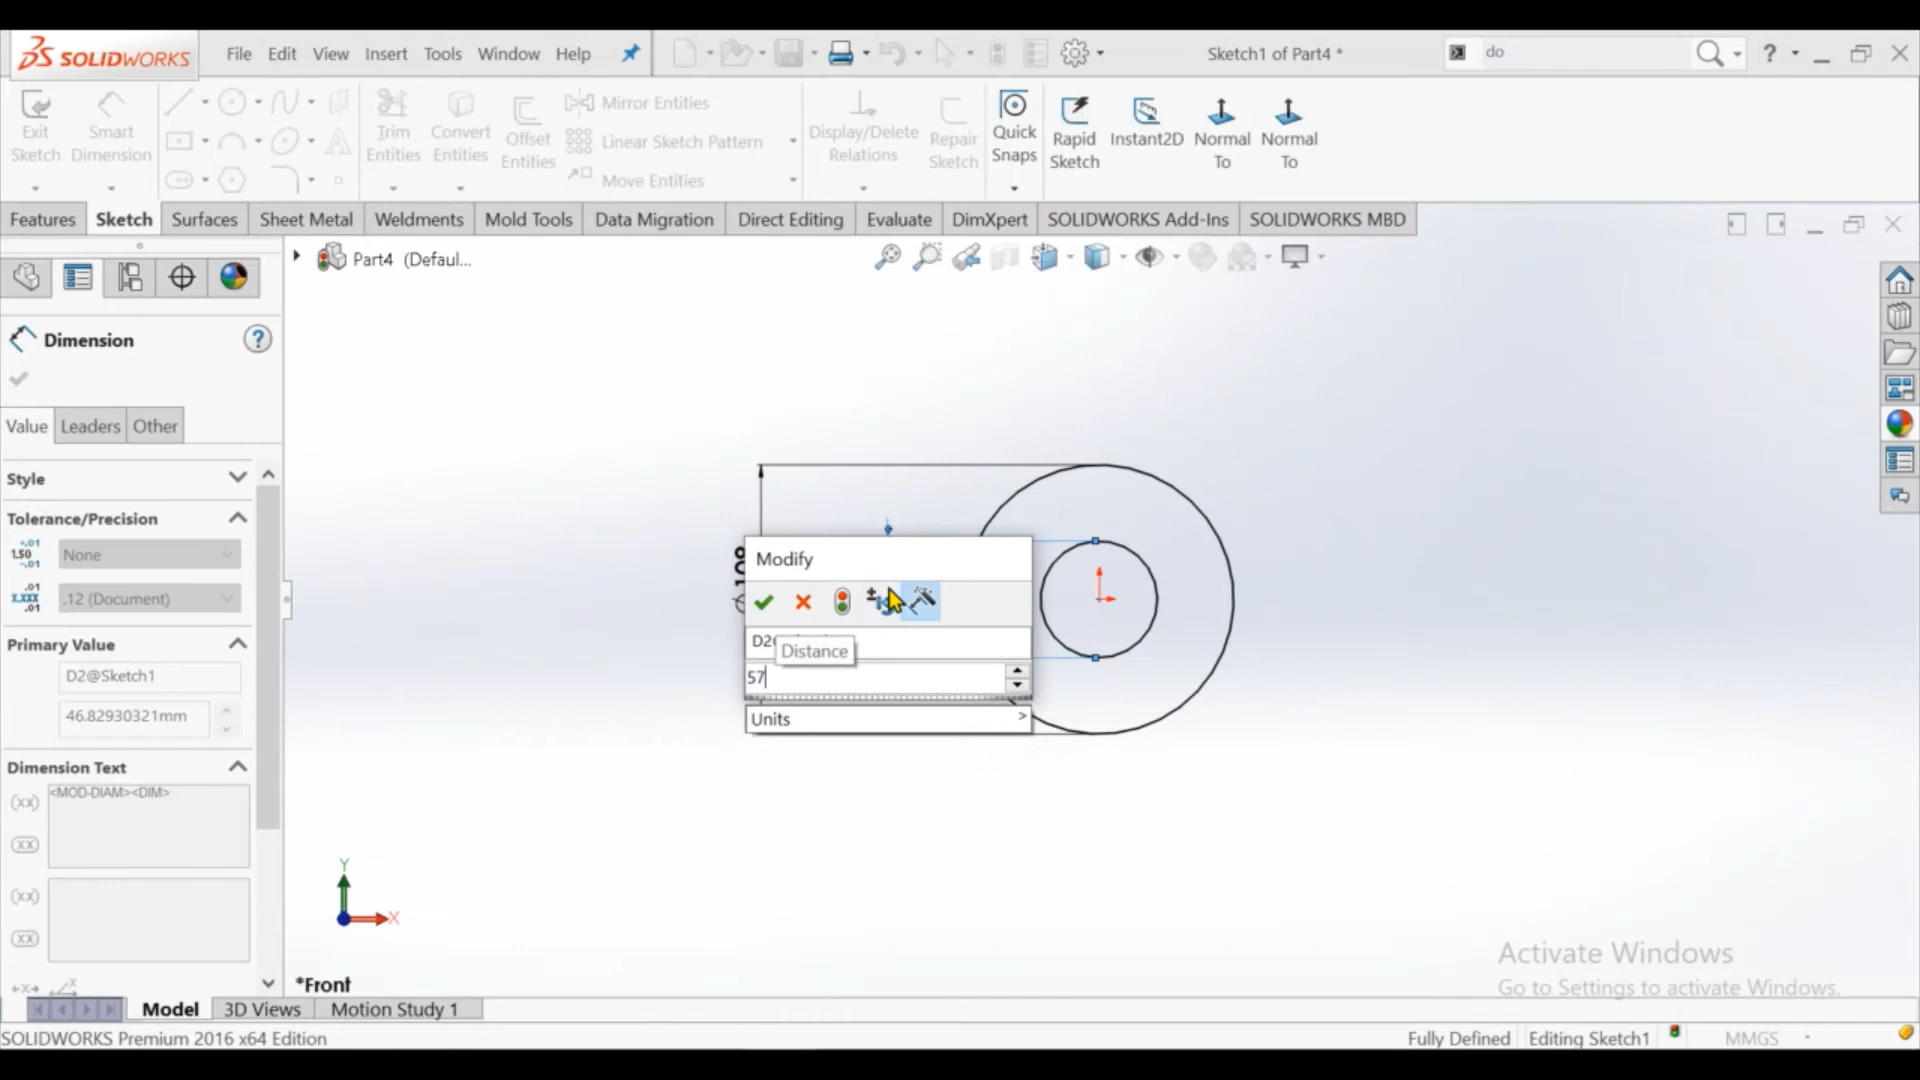 SOLIDWORKS
File Edit View Insert Tools Window Help
Sketch1 of Part4 *
do
Exit Sketch
Smart Dimension
Trim Entities
Convert Entities
Offset Entities
Mirror Entities
Linear Sketch Pattern
Move Entities
Display/Delete Relations
Repair Sketch
Quick Snaps
Rapid Sketch
Instant2D
Normal To
Normal To
Features Sketch Surfaces Sheet Metal Weldments Mold Tools Data Migration Direct Editing Evaluate DimXpert SOLIDWORKS Add-Ins SOLIDWORKS MBD
Part4 (Defaul...
Dimension
Value Leaders Other
Style
Tolerance/Precision
None
.12 (Document)
Primary Value
D2@Sketch1
46.82930321mm
Dimension Text
<MOD-DIAM><DIM>
Modify
D2
Distance
57
Units
Y
X
*Front
Activate Windows
Go to Settings to activate Windows.
Model 3D Views Motion Study 1
SOLIDWORKS Premium 2016 x64 Edition
Fully Defined Editing Sketch1 MMGS